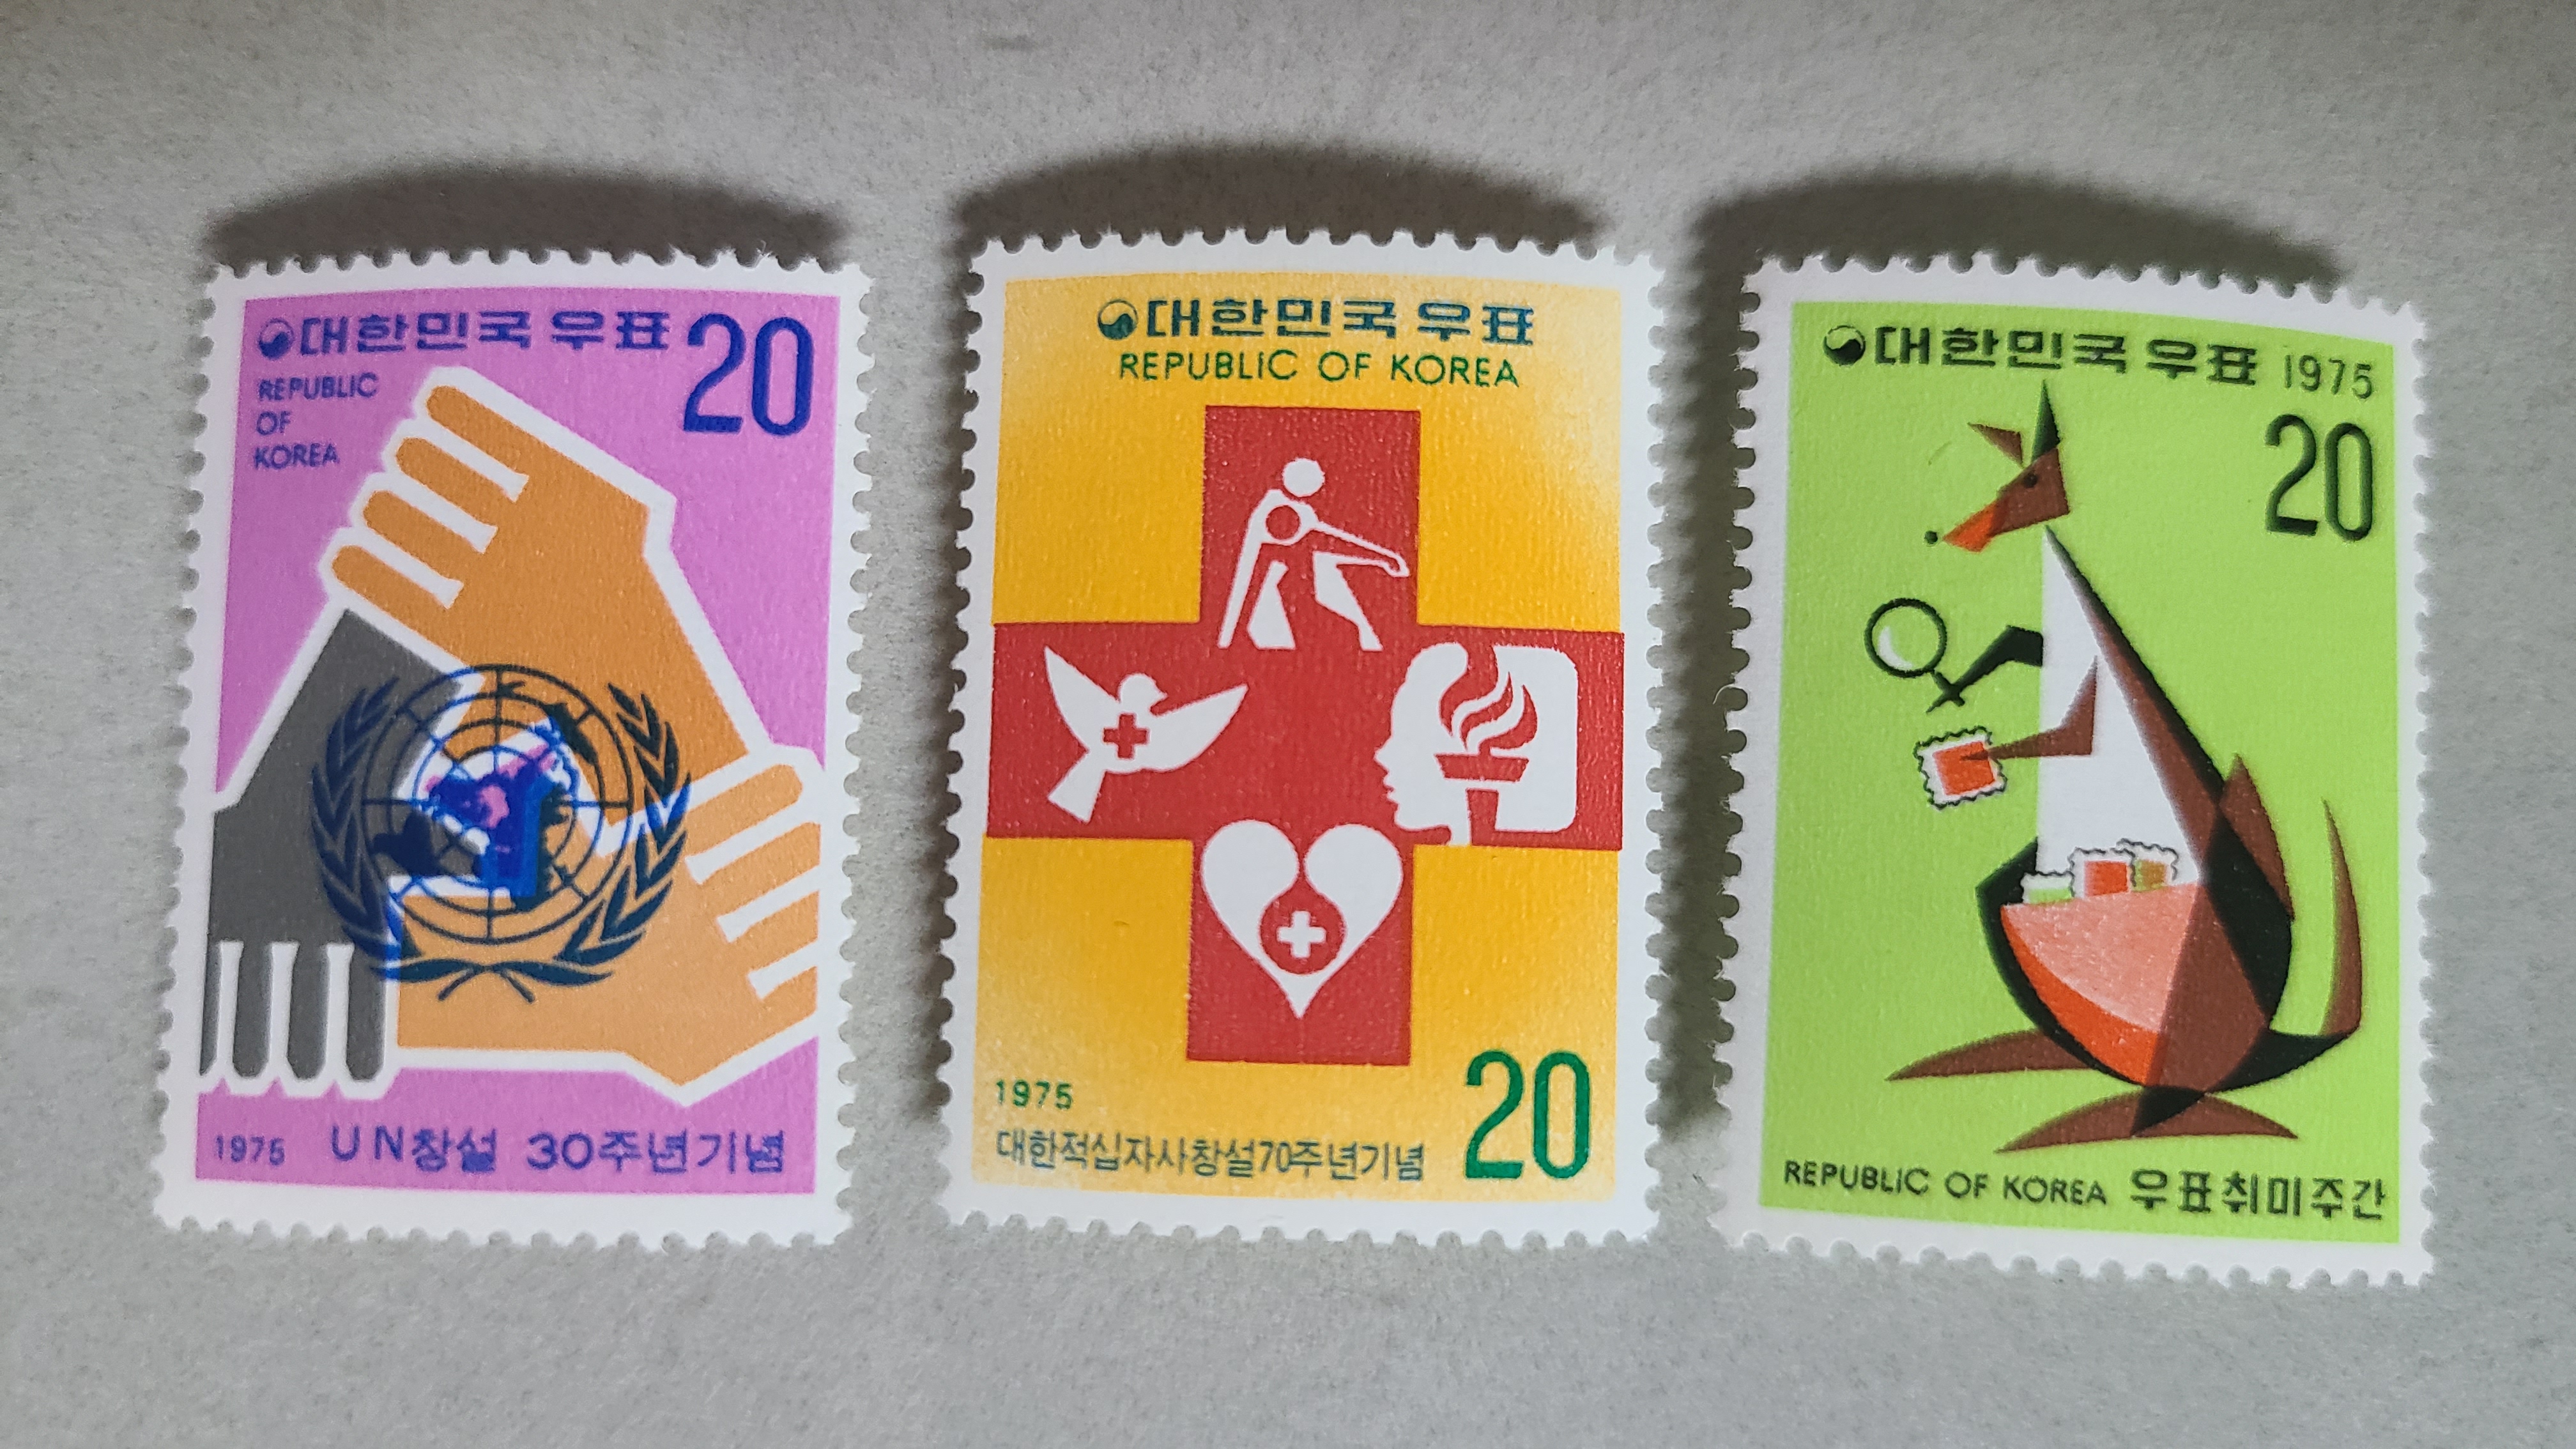 대한민국 우표 20
REPUBLIC
OF
KOREA
1975 UN창설 30주년기념
대한민국 우표
REPUBLIC OF KOREA
1975
대한적십자사창설70주년기념 20
대한민국 우표 1975
20
REPUBLIC OF KOREA 우표취미주간